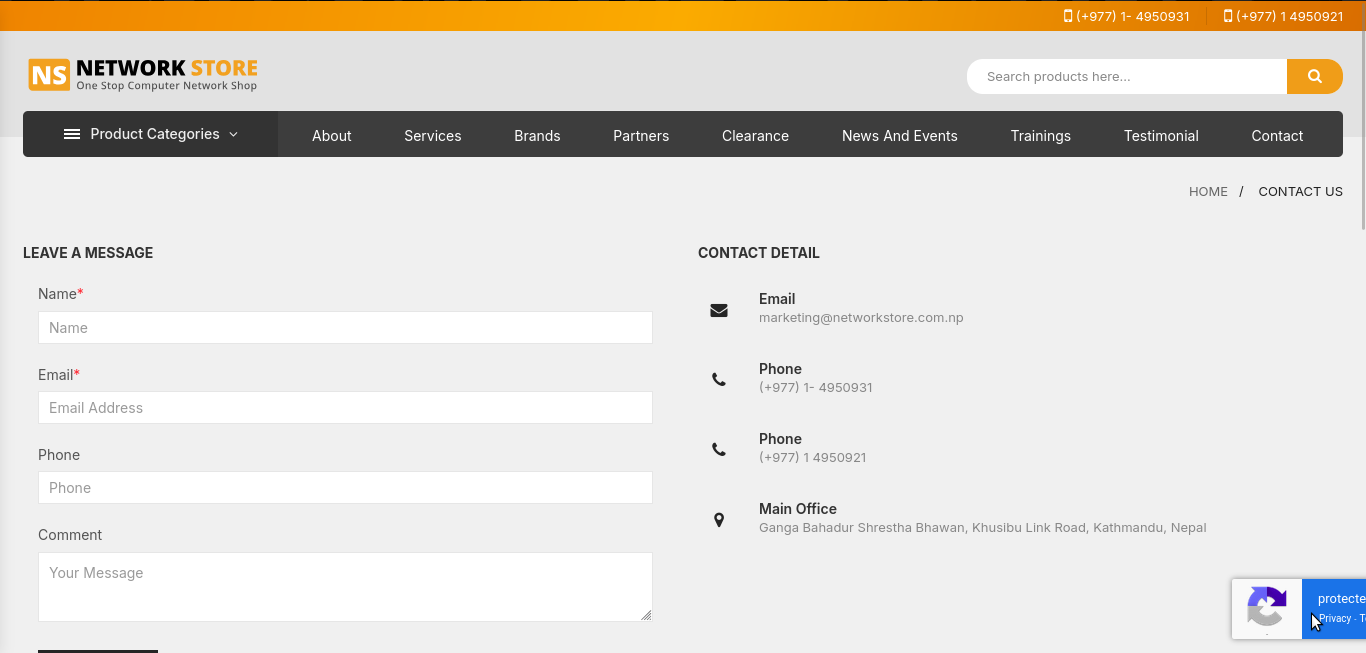 (+977) 1- 4950931 (+977) 1 4950921
NS NETWORK STORE
One Stop Computer Network Shop
Search products here...
Product Categories About Services Brands Partners Clearance News And Events Trainings Testimonial Contact
HOME / CONTACT US
LEAVE A MESSAGE
Name*
Name
Email*
Email Address
Phone
Phone
Comment
Your Message
CONTACT DETAIL
Email
marketing@networkstore.com.np
Phone
(+977) 1- 4950931
Phone
(+977) 1 4950921
Main Office
Ganga Bahadur Shrestha Bhawan, Khusibu Link Road, Kathmandu, Nepal
protecte
Privacy - T